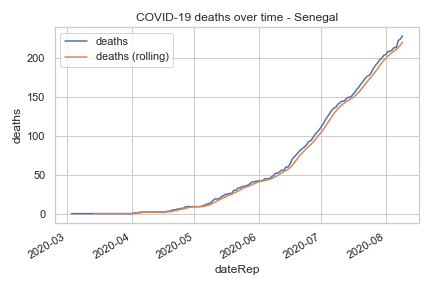 COVID-19 deaths over time - Senegal
deaths
deaths (rolling)
200
150
100
50
0
deaths
2020-03
2020-04
2020-05
2020-06
2020-07
2020-08
dateRep